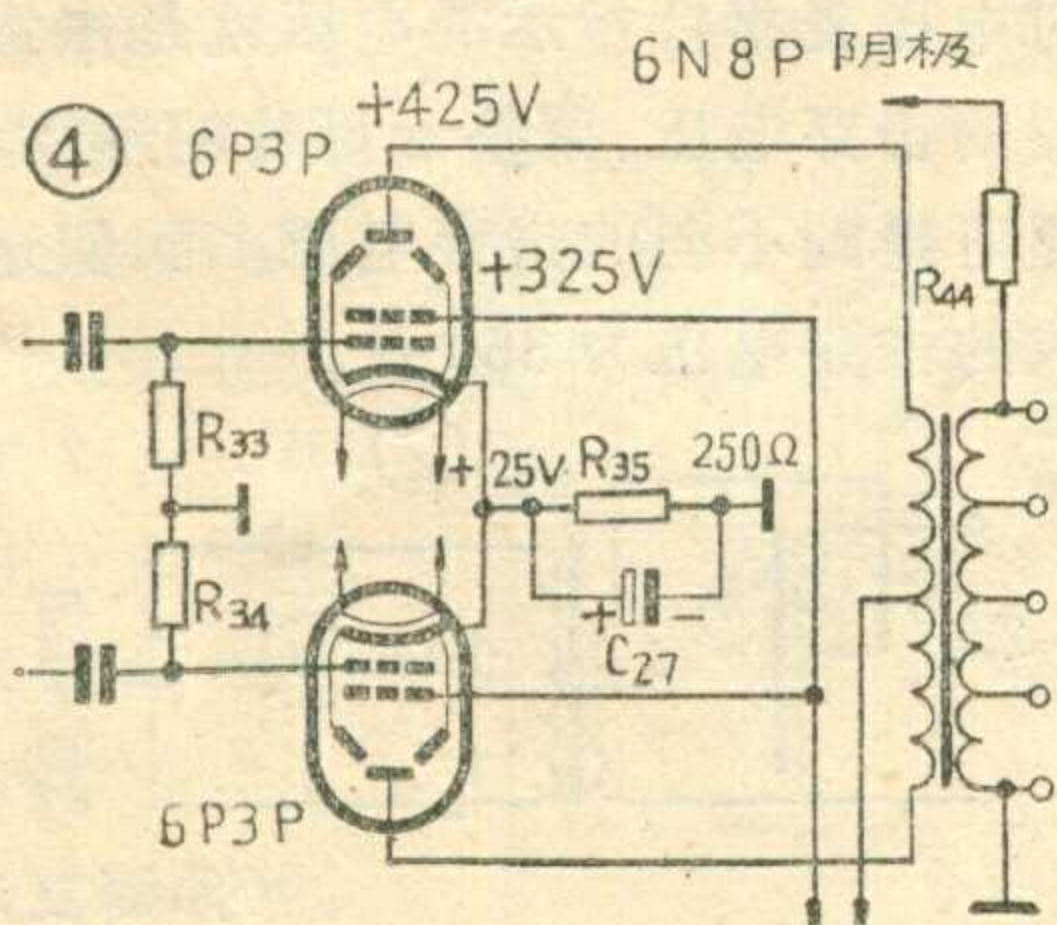 ④
6P3P
+425V
6N8P 阴极
+325V
R44
R33
+25V
R35
250Ω
R34
+
-
C27
6P3P